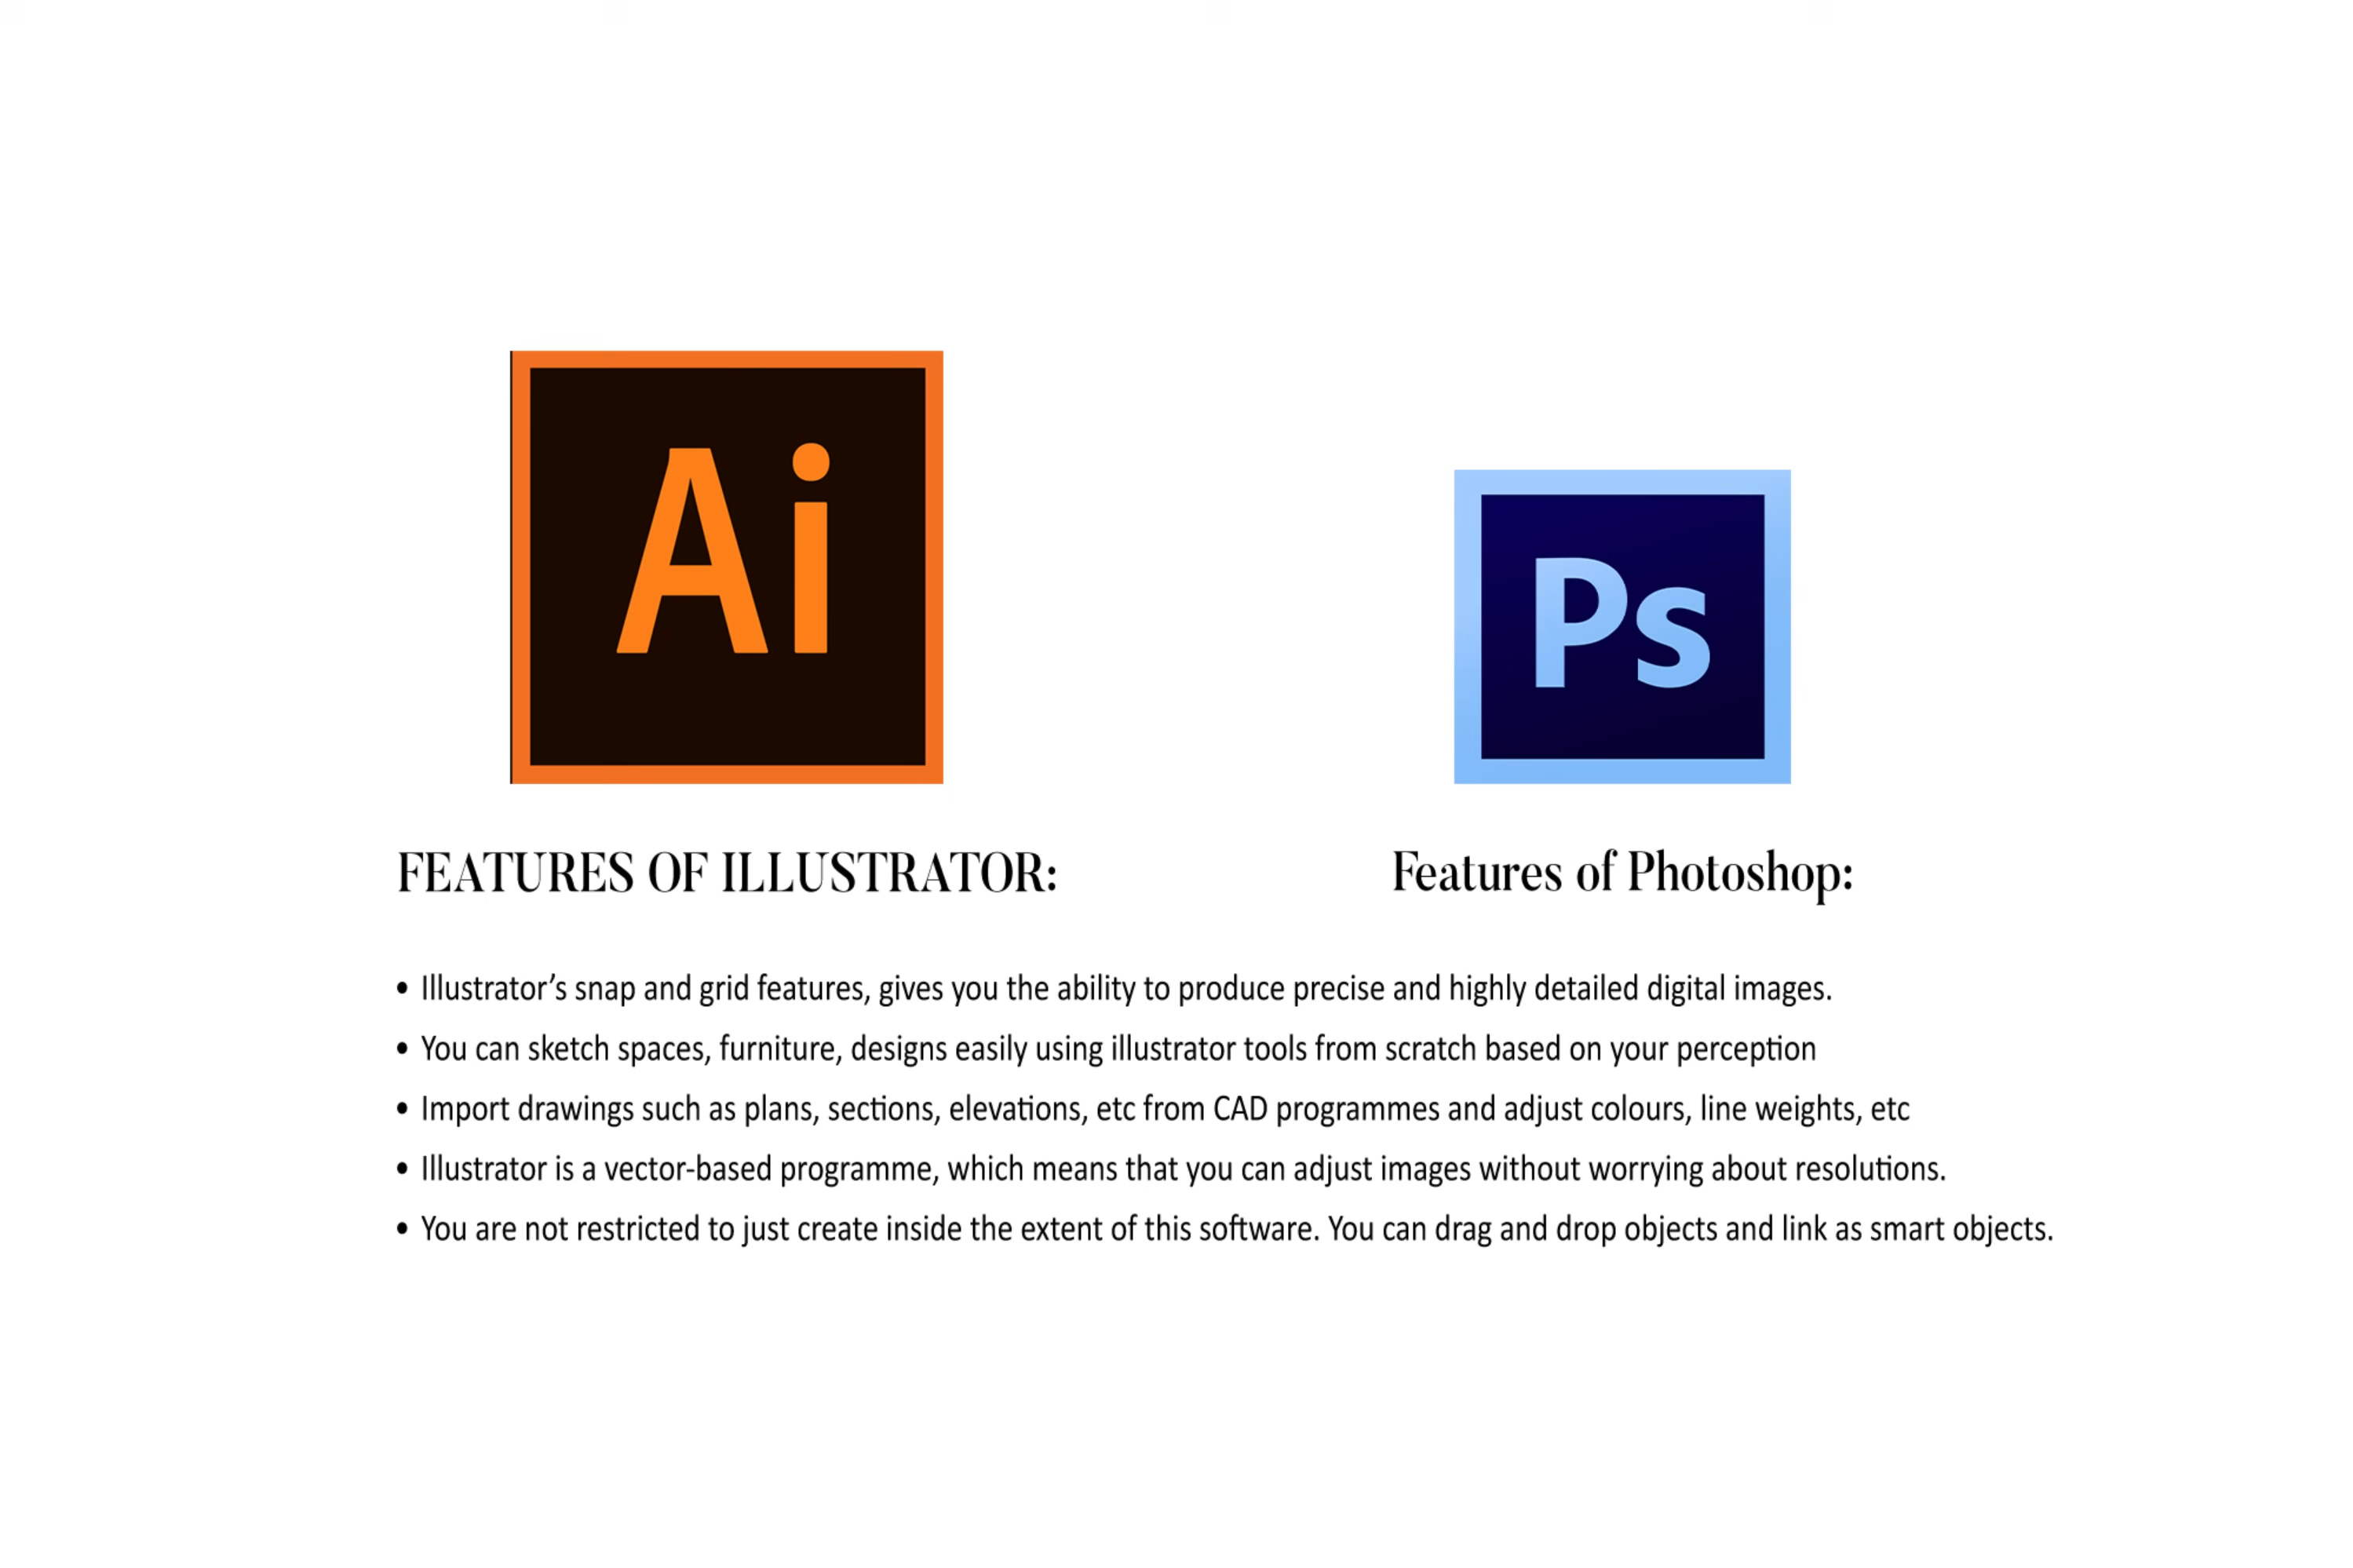 Ai
Ps
FEATURES OF ILLUSTRATOR:
Features of Photoshop:
• Illustrator’s snap and grid features, gives you the ability to produce precise and highly detailed digital images.
• You can sketch spaces, furniture, designs easily using illustrator tools from scratch based on your perception
• Import drawings such as plans, sections, elevations, etc from CAD programmes and adjust colours, line weights, etc
• Illustrator is a vector-based programme, which means that you can adjust images without worrying about resolutions.
• You are not restricted to just create inside the extent of this software. You can drag and drop objects and link as smart objects.